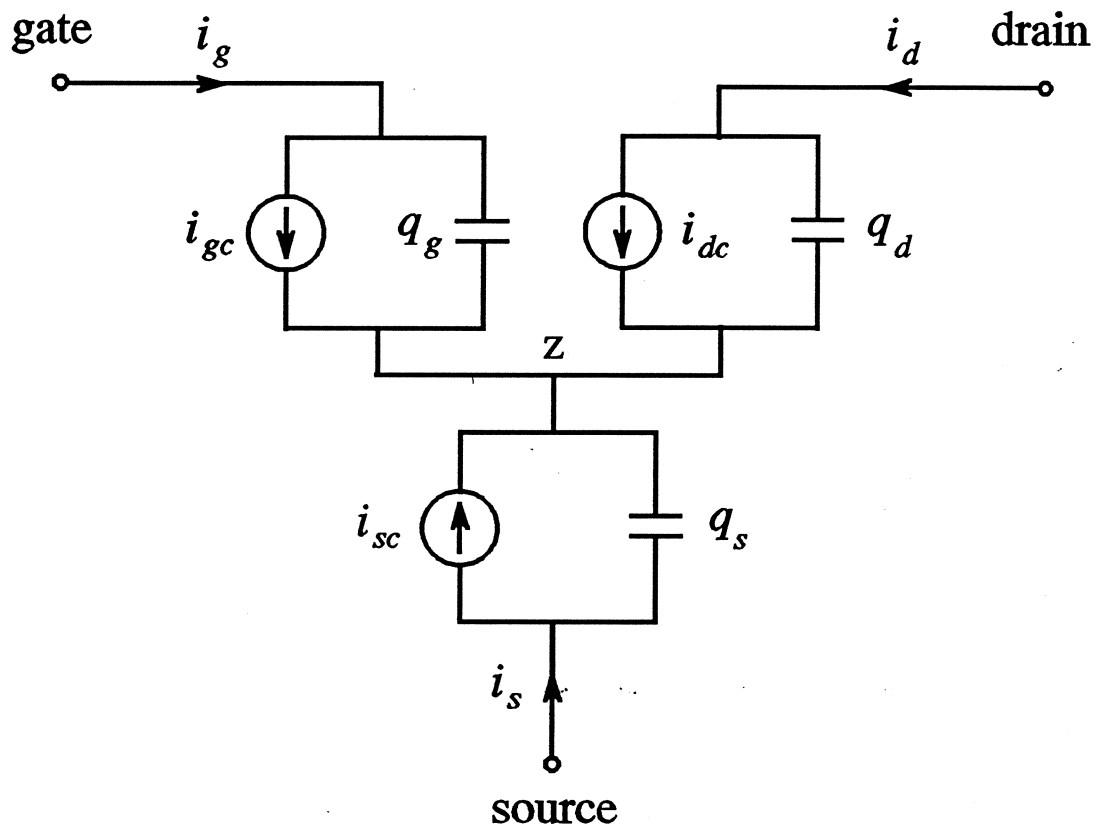 gate
i_g
i_d
drain
i_gc
q_g
i_dc
q_d
z
i_sc
q_s
i_s
source